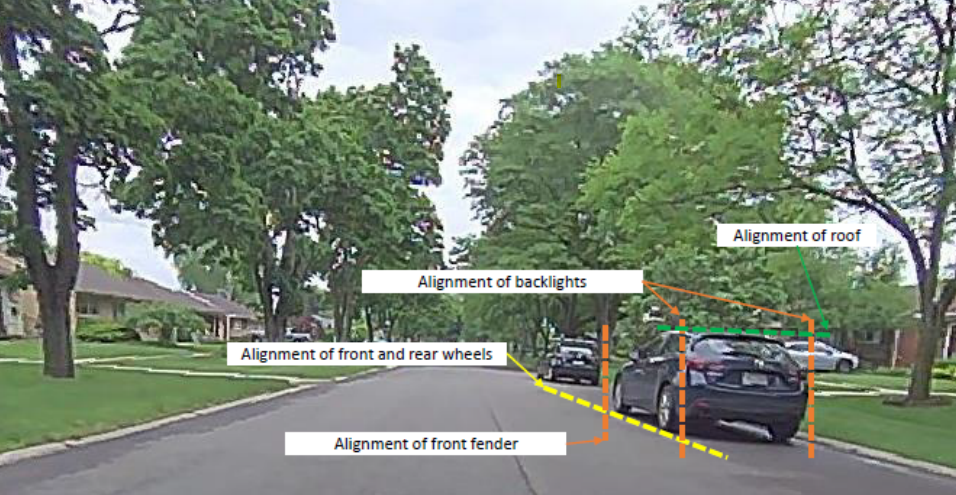 Alignment of roof
Alignment of backlights
Alignment of front and rear wheels
Alignment of front fender